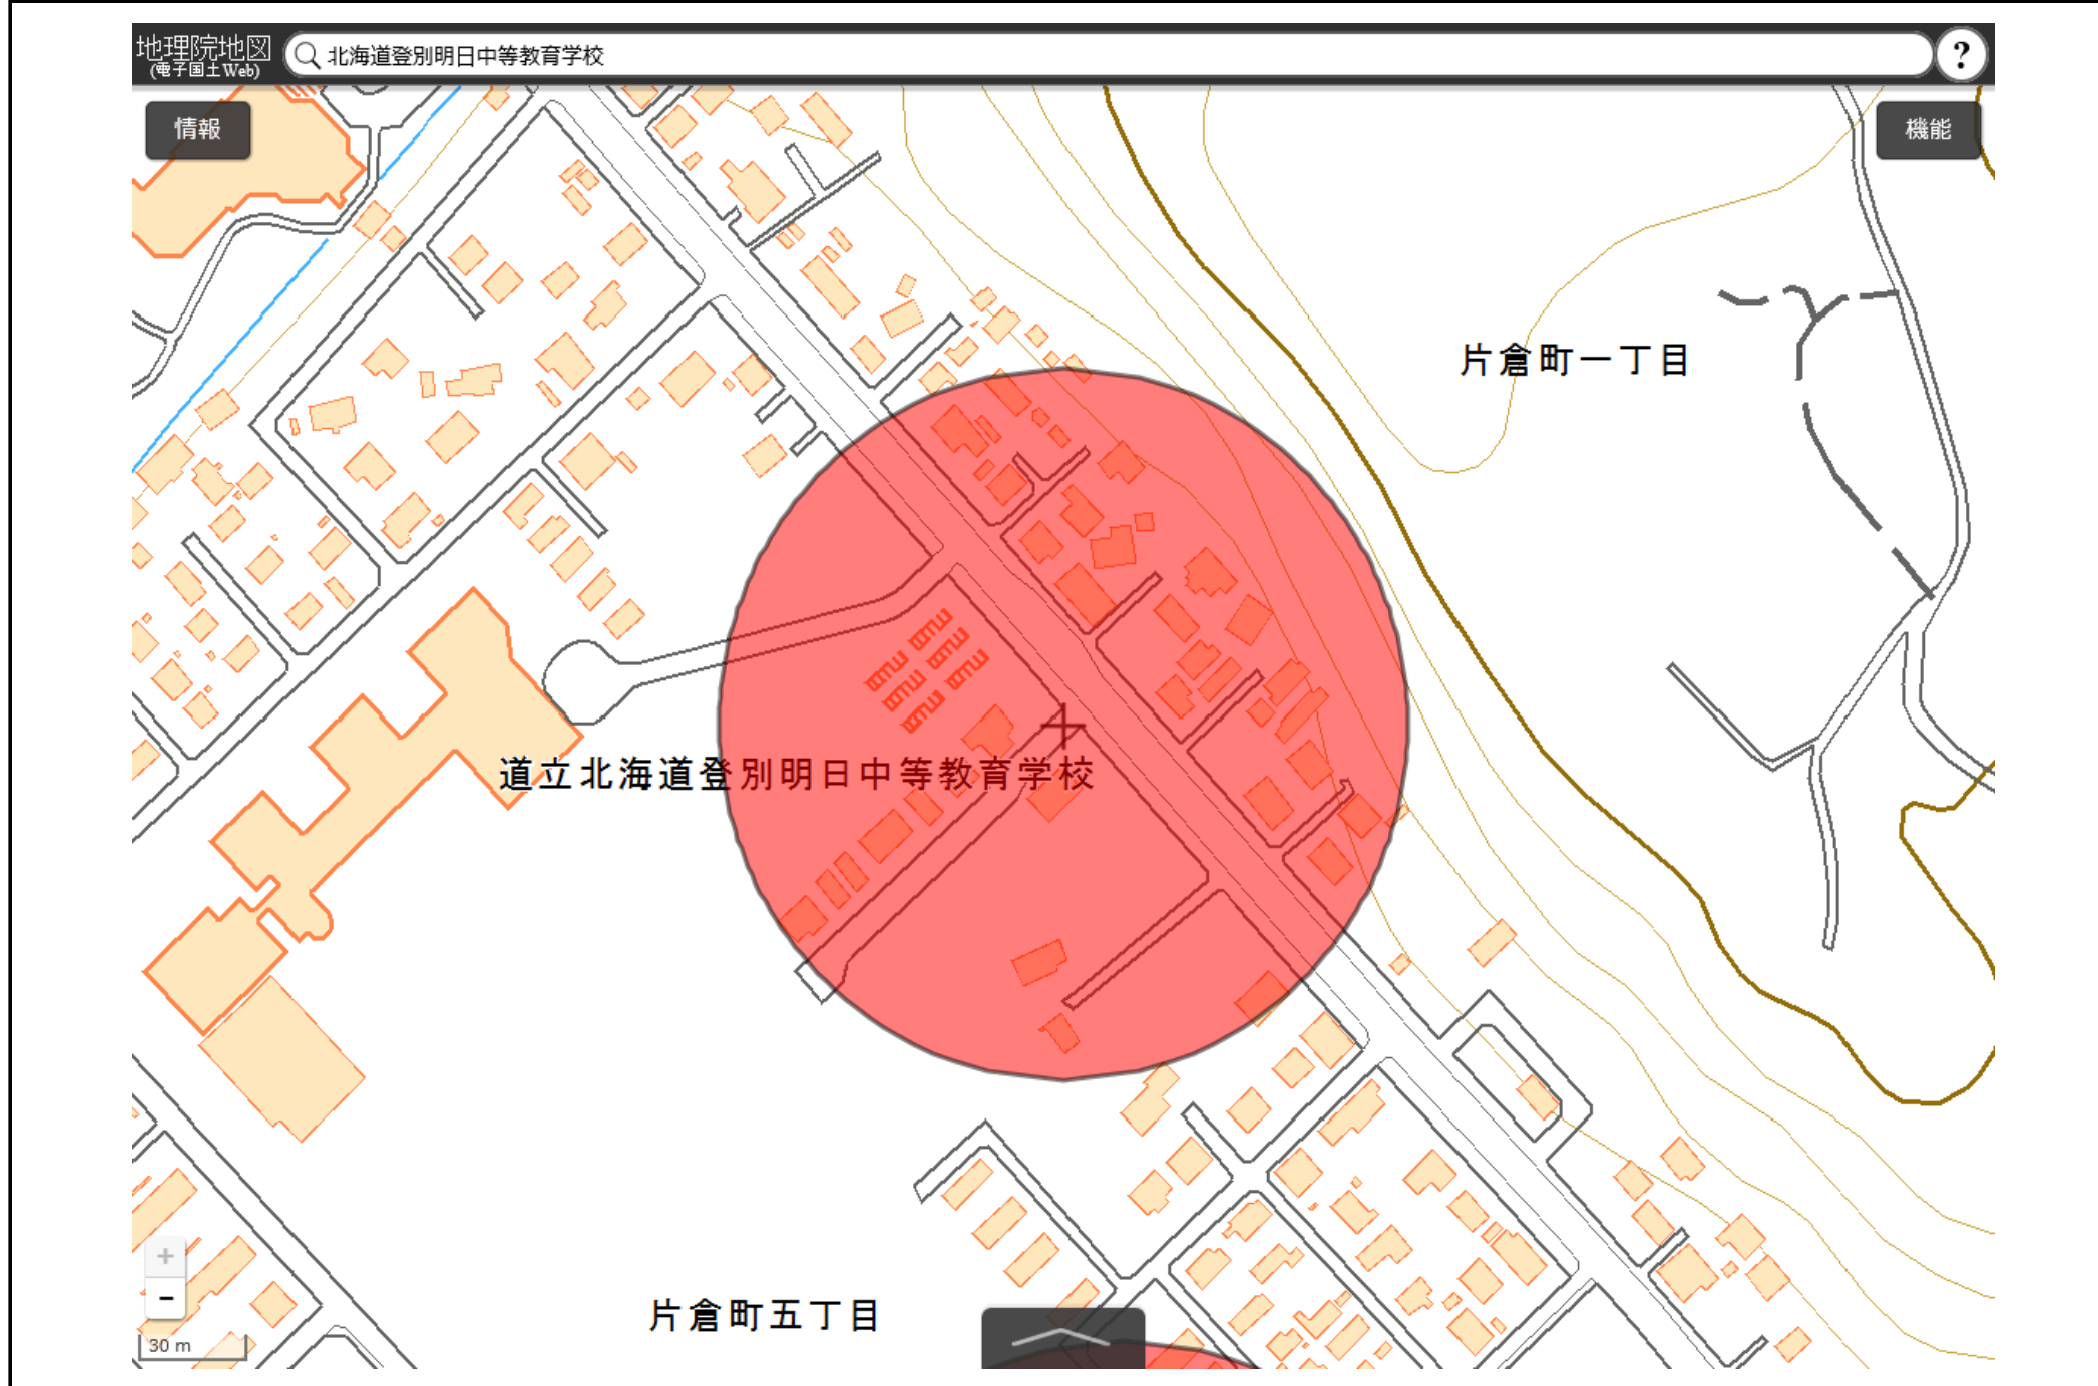 地理院地図
(電子国土Web)
北海道登別明日中等教育学校
?
情報
機能
片倉町一丁目
道立北海道登別明日中等教育学校
片倉町五丁目
+
−
30 m